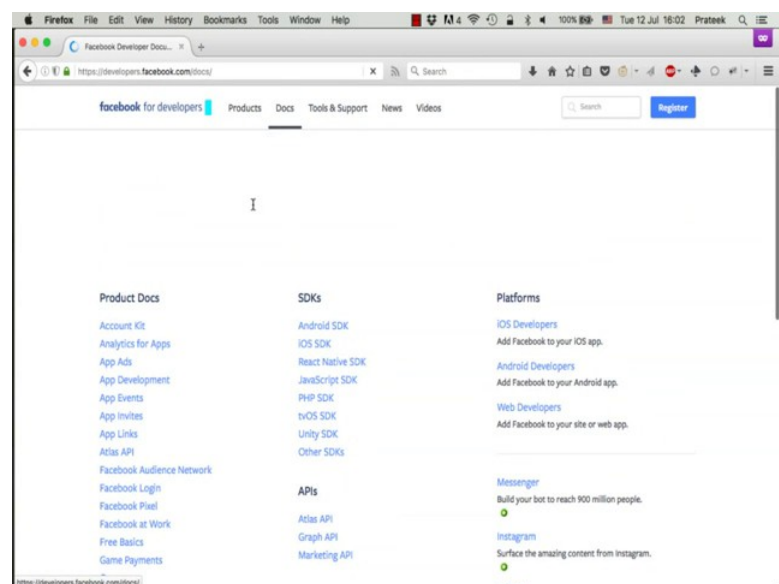 Firefox File Edit View History Bookmarks Tools Window Help 4 100% Tue 12 Jul 16:02 Prateek
Facebook Developer Docu... × +
https://developers.facebook.com/docs/ Search
facebook for developers Products Docs Tools & Support News Videos Search Register
Product Docs
Account Kit
Analytics for Apps
App Ads
App Development
App Events
App Invites
App Links
Atlas API
Facebook Audience Network
Facebook Login
Facebook Pixel
Facebook at Work
Free Basics
Game Payments
SDKs
Android SDK
iOS SDK
React Native SDK
JavaScript SDK
PHP SDK
tvOS SDK
Unity SDK
Other SDKs
APIs
Atlas API
Graph API
Marketing API
Platforms
iOS Developers
Add Facebook to your iOS app.
Android Developers
Add Facebook to your Android app.
Web Developers
Add Facebook to your site or web app.
Messenger
Build your bot to reach 900 million people.
Instagram
Surface the amazing content from Instagram.
https://developers.facebook.com/docs/